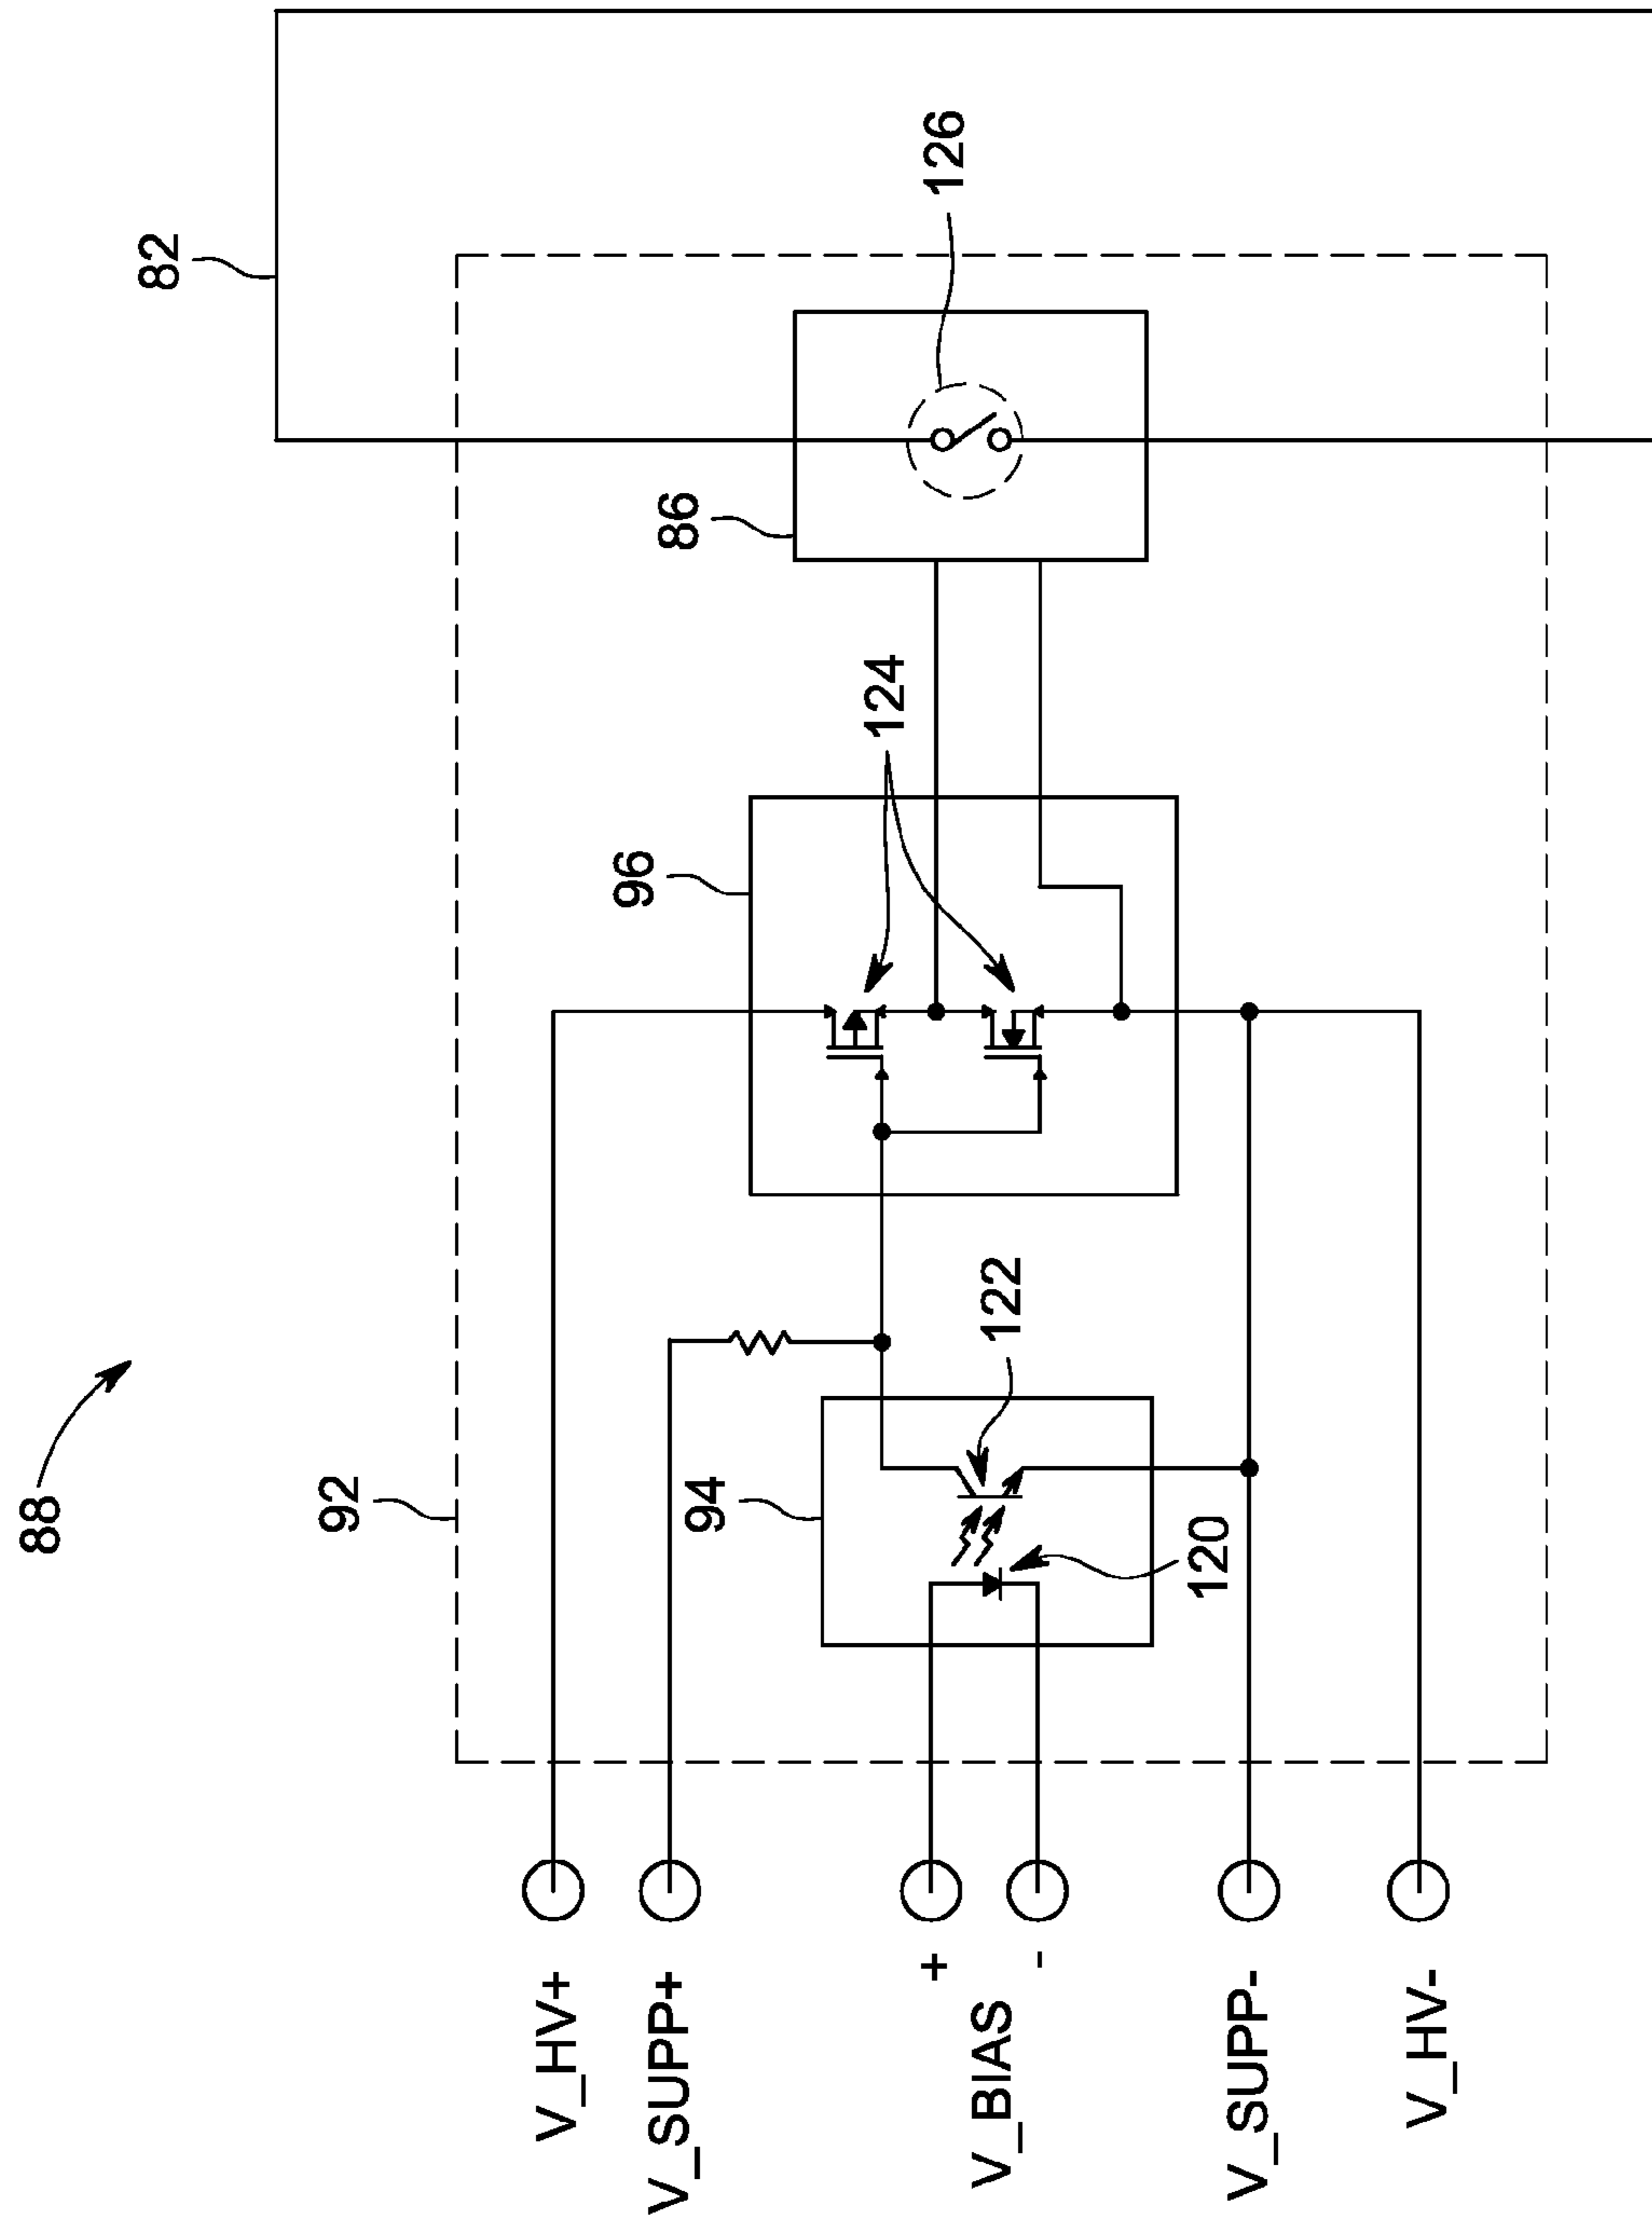 88
82
92
126
86
124
96
122
94
120
V_HV+
V_SUPP+
+
V_BIAS
-
V_SUPP-
V_HV-